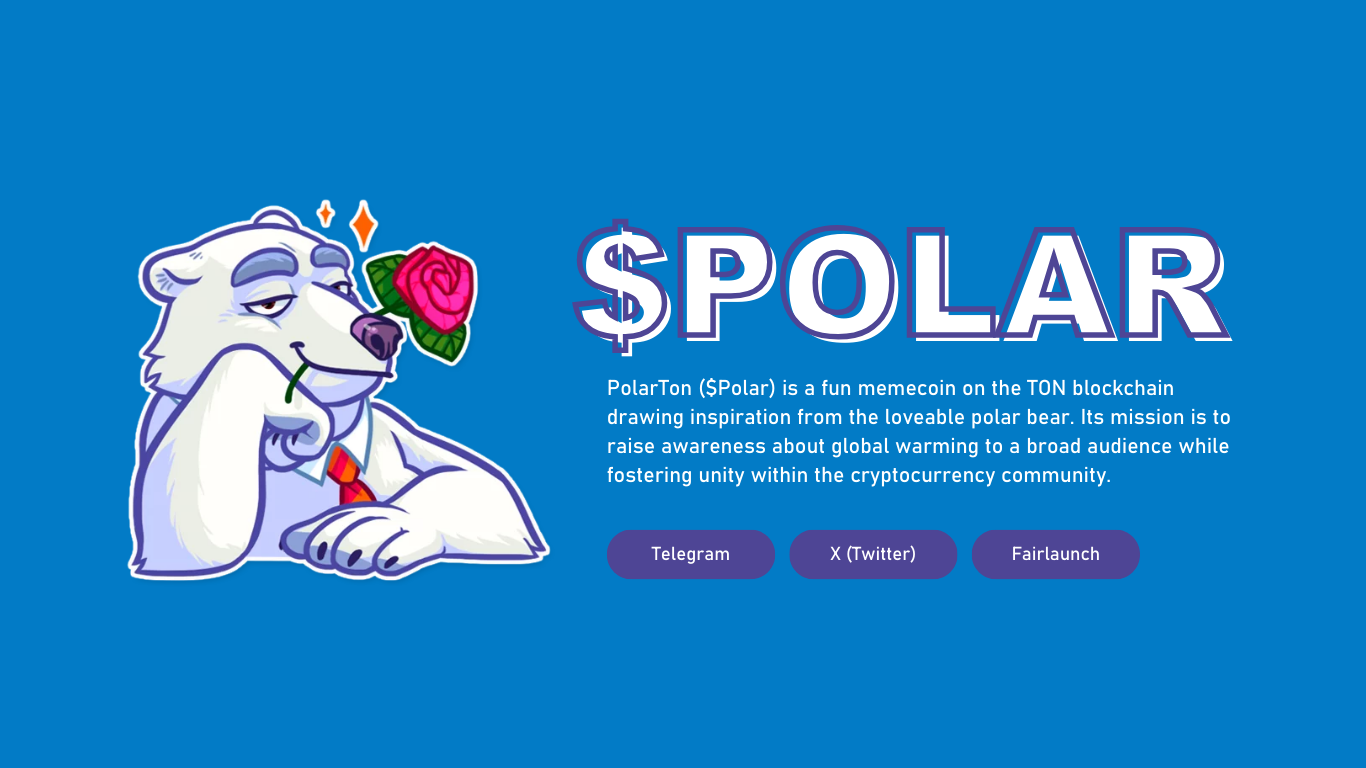 $POLAR
PolarTon ($Polar) is a fun memecoin on the TON blockchain
drawing inspiration from the loveable polar bear. Its mission is to
raise awareness about global warming to a broad audience while
fostering unity within the cryptocurrency community.
Telegram
X (Twitter)
Fairlaunch